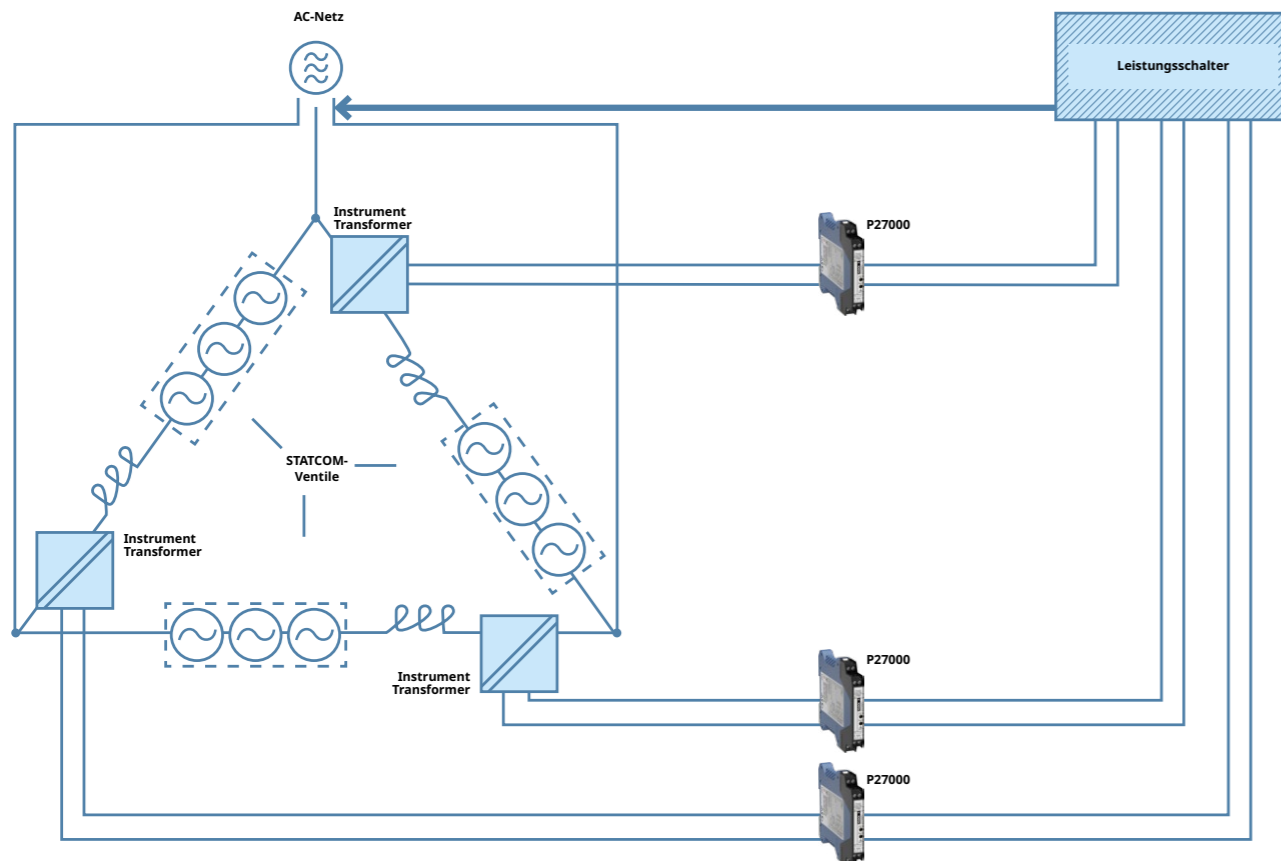 AC-Netz
Leistungsschalter
Instrument
Transformer
P27000
STATCOM-
Ventile
Instrument
Transformer
Instrument
Transformer
P27000
P27000